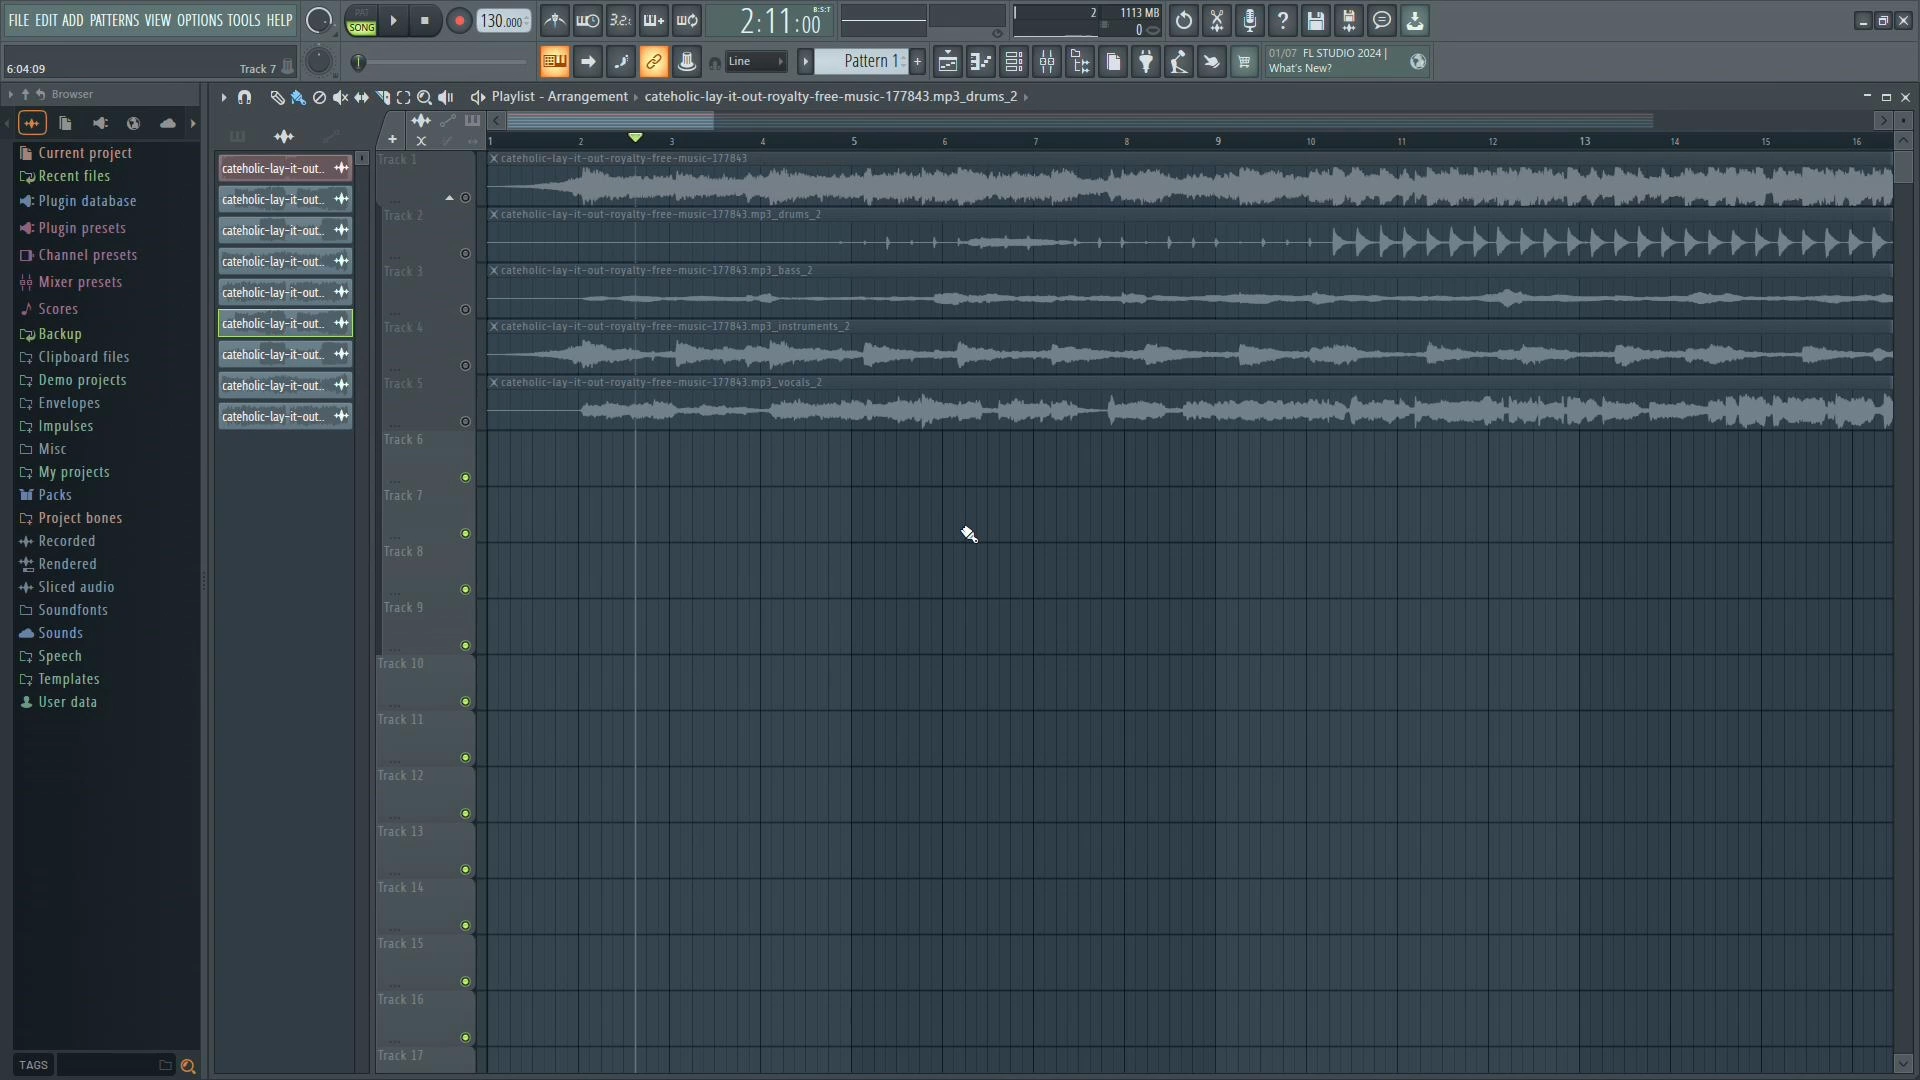 FILE EDIT ADD PATTERNS VIEW OPTIONS TOOLS HELP
PAT
SONG
130.000
3.2.
2:11:00
B:S:T
2
1113 MB
0
6:04:09
Track 7
Line
Pattern 1
+
01/07 FL STUDIO 2024 |
What's New?
Browser
Playlist - Arrangement › cateholic-lay-it-out-royalty-free-music-177843.mp3_drums_2 ›
Current project
Recent files
Plugin database
Plugin presets
Channel presets
Mixer presets
Scores
Backup
Clipboard files
Demo projects
Envelopes
Impulses
Misc
My projects
Packs
Project bones
Recorded
Rendered
Sliced audio
Soundfonts
Sounds
Speech
Templates
User data
TAGS
cateholic-lay-it-out..
cateholic-lay-it-out..
cateholic-lay-it-out..
cateholic-lay-it-out..
cateholic-lay-it-out..
cateholic-lay-it-out..
cateholic-lay-it-out..
cateholic-lay-it-out..
cateholic-lay-it-out..
1 2 3 4 5 6 7 8 9 10 11 12 13 14 15 16
Track 1
cateholic-lay-it-out-royalty-free-music-177843
Track 2
cateholic-lay-it-out-royalty-free-music-177843.mp3_drums_2
Track 3
cateholic-lay-it-out-royalty-free-music-177843.mp3_bass_2
Track 4
cateholic-lay-it-out-royalty-free-music-177843.mp3_instruments_2
Track 5
cateholic-lay-it-out-royalty-free-music-177843.mp3_vocals_2
Track 6
Track 7
Track 8
Track 9
Track 10
Track 11
Track 12
Track 13
Track 14
Track 15
Track 16
Track 17